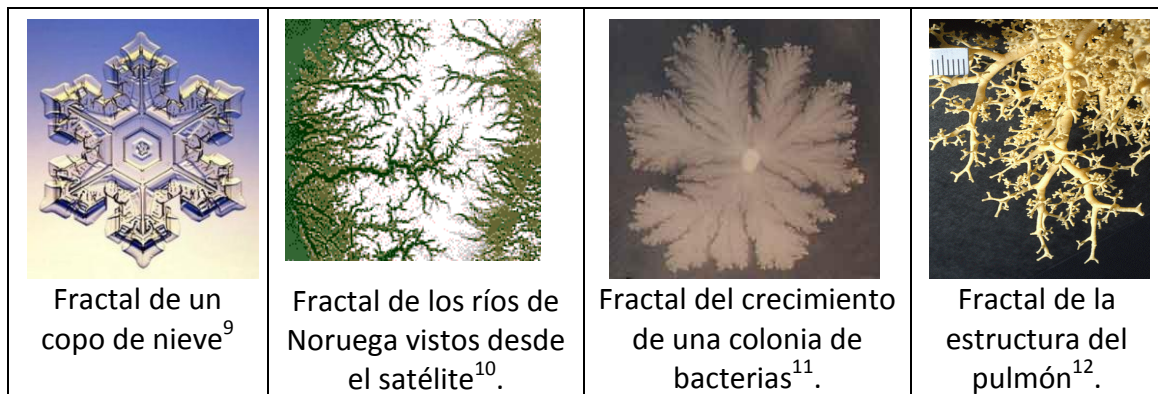 Fractal de un
copo de nieve9
Fractal de los ríos de
Noruega vistos desde
el satélite10.
Fractal del crecimiento
de una colonia de
bacterias11.
Fractal de la
estructura del
pulmón12.